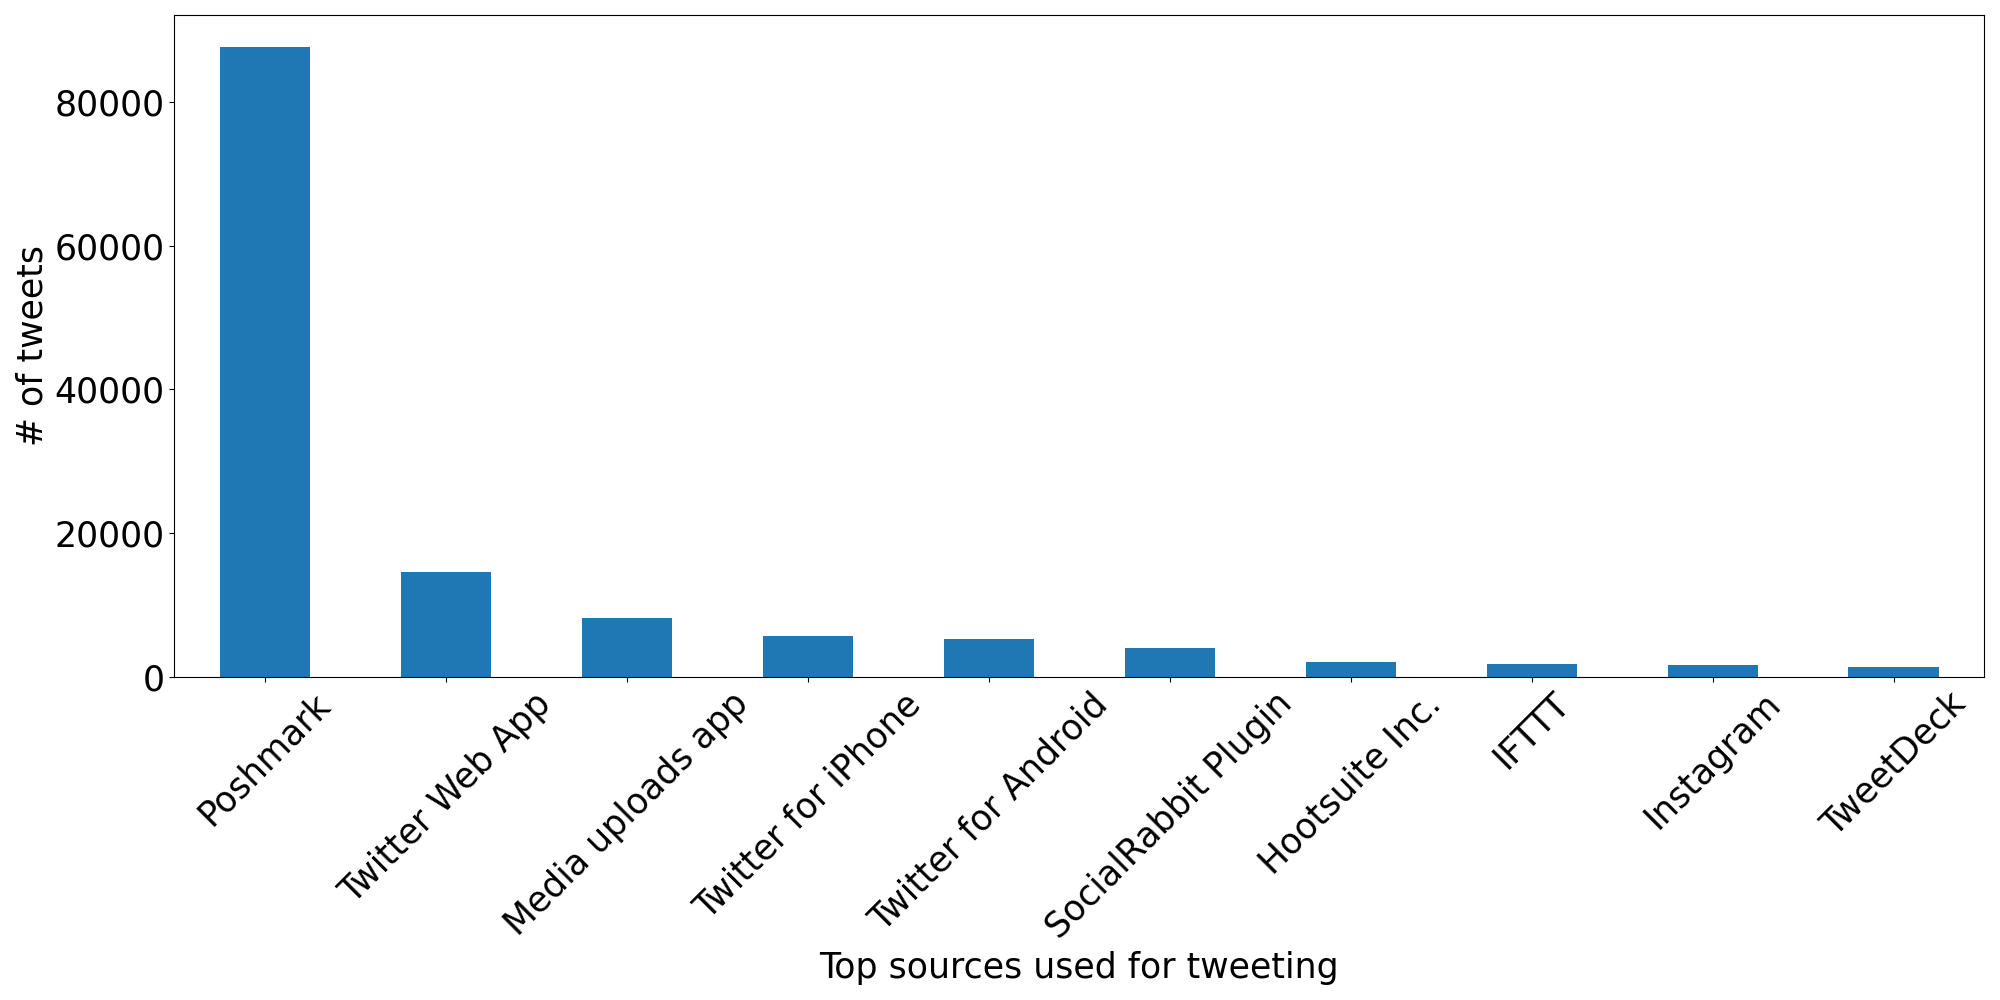 # of tweets
80000
60000
40000
20000
0
Poshmark
Twitter Web App
Media uploads app
Twitter for iPhone
Twitter for Android
SocialRabbit Plugin
Hootsuite Inc.
IFTTT
Instagram
TweetDeck
Top sources used for tweeting